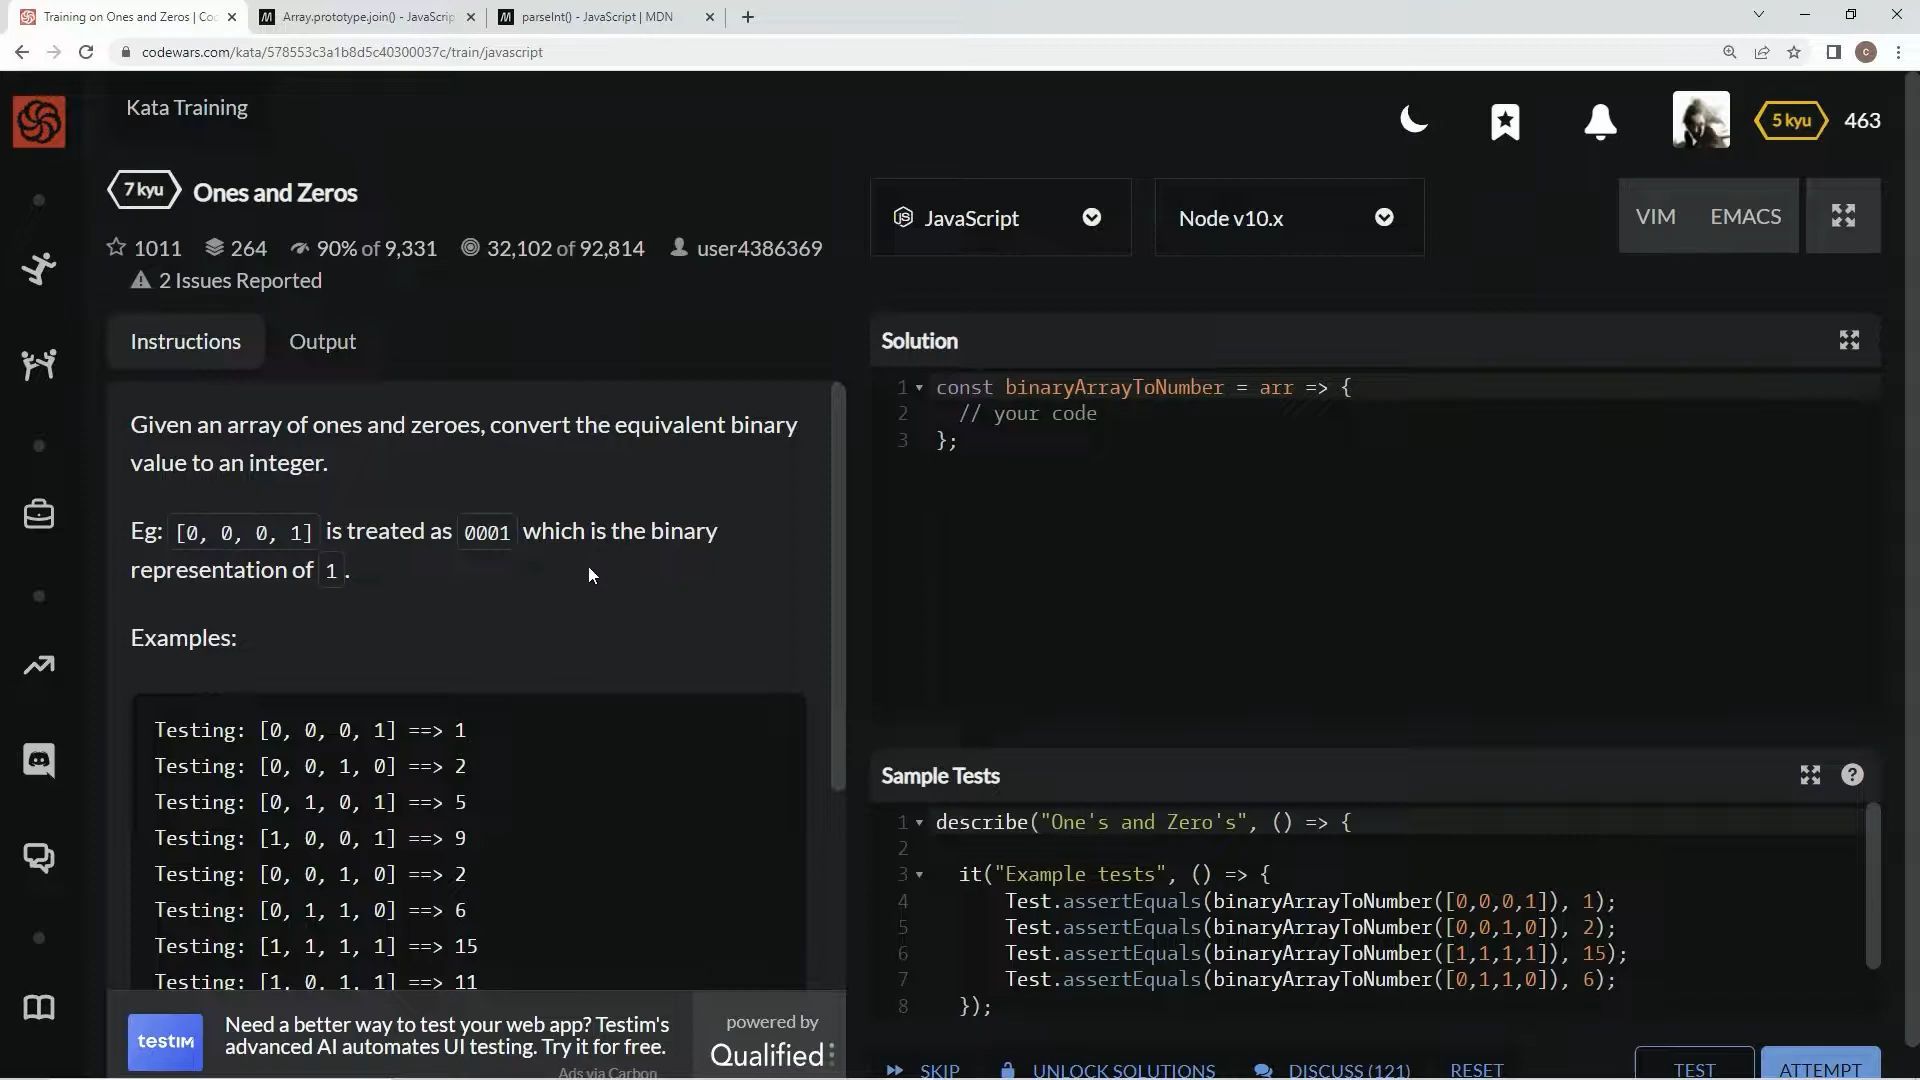 Training on Ones and Zeros | Co
Array.prototype.join() - JavaScrip
parseInt() - JavaScript | MDN
codewars.com/kata/578553c3a1b8d5c40300037c/train/javascript
C
Kata Training
5 kyu 463
7 kyu Ones and Zeros
1011 264 90% of 9,331 32,102 of 92,814 user4386369
2 Issues Reported
JavaScript
Node v10.x
VIM EMACS
Instructions Output
Given an array of ones and zeroes, convert the equivalent binary
value to an integer.
Eg: [0, 0, 0, 1] is treated as 0001 which is the binary
representation of 1.
Examples:
Testing: [0, 0, 0, 1] ==> 1
Testing: [0, 0, 1, 0] ==> 2
Testing: [0, 1, 0, 1] ==> 5
Testing: [1, 0, 0, 1] ==> 9
Testing: [0, 0, 1, 0] ==> 2
Testing: [0, 1, 1, 0] ==> 6
Testing: [1, 1, 1, 1] ==> 15
Testing: [1, 0, 1, 1] ==> 11
testim
Need a better way to test your web app? Testim's
advanced AI automates UI testing. Try it for free.
Ads via Carbon
powered by
Qualified
Solution
1 const binaryArrayToNumber = arr => {
2 // your code
3 };
Sample Tests
?
1 describe("One's and Zero's", () => {
2
3 it("Example tests", () => {
4 Test.assertEquals(binaryArrayToNumber([0,0,0,1]), 1);
5 Test.assertEquals(binaryArrayToNumber([0,0,1,0]), 2);
6 Test.assertEquals(binaryArrayToNumber([1,1,1,1]), 15);
7 Test.assertEquals(binaryArrayToNumber([0,1,1,0]), 6);
8 });
SKIP UNLOCK SOLUTIONS DISCUSS (121) RESET TEST ATTEMPT